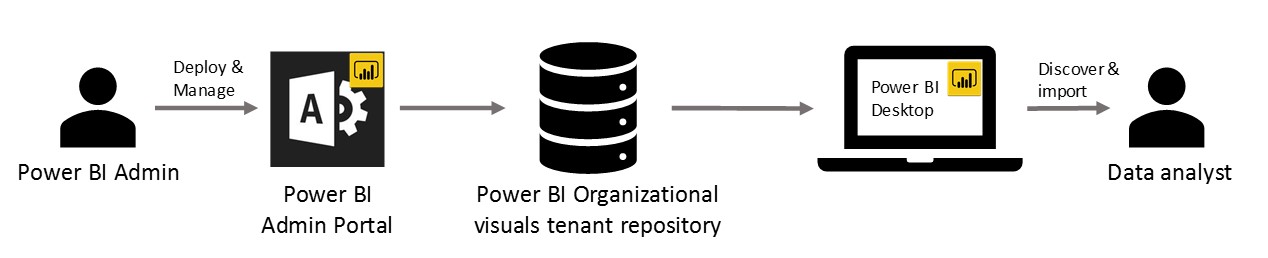 Power BI Admin
Deploy &
Manage
A
Power BI
Admin Portal
Power BI Organizational
visuals tenant repository
Power BI
Desktop
Discover &
import
Data analyst